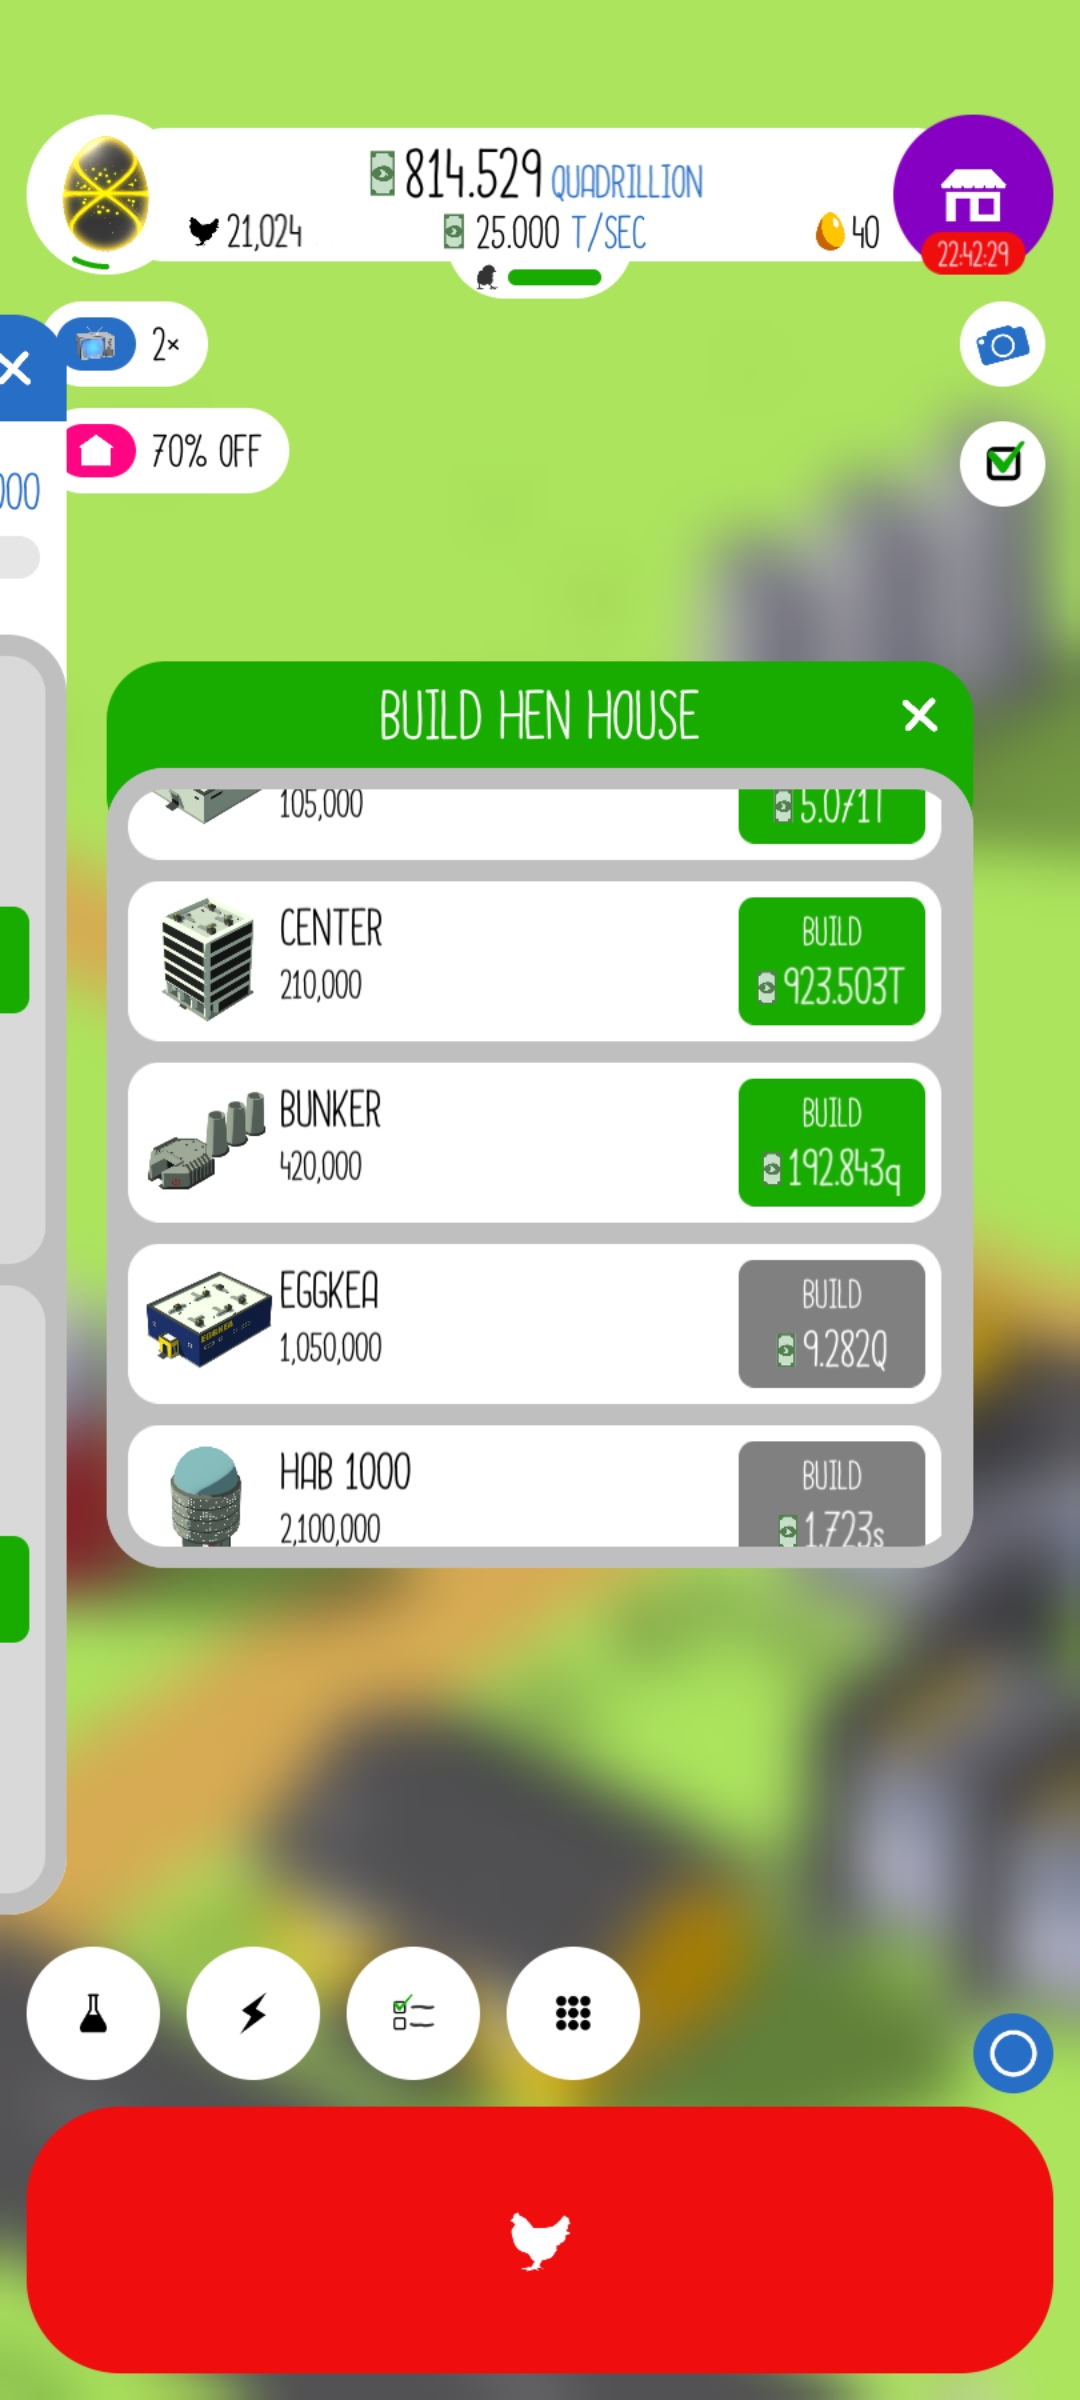 814.529 QUADRILLION
21,024
25.000 T/SEC
40
22:42:29
2×
70% OFF
000
BUILD HEN HOUSE
105,000
5.071T
CENTER
210,000
BUILD
923.503T
BUNKER
420,000
BUILD
192.843q
EGGKEA
1,050,000
BUILD
9.282Q
HAB 1000
2,100,000
BUILD
1.723s